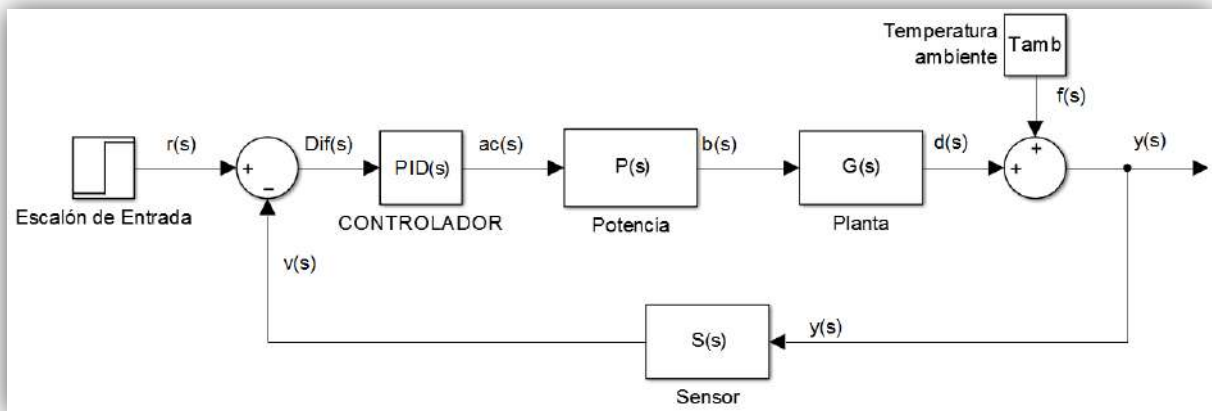 Temperatura
ambiente
Tamb
f(s)
r(s)
+
−
Dif(s)
PID(s)
ac(s)
P(s)
b(s)
G(s)
d(s)
+
+
y(s)
Escalón de Entrada
CONTROLADOR
Potencia
Planta
v(s)
S(s)
y(s)
Sensor